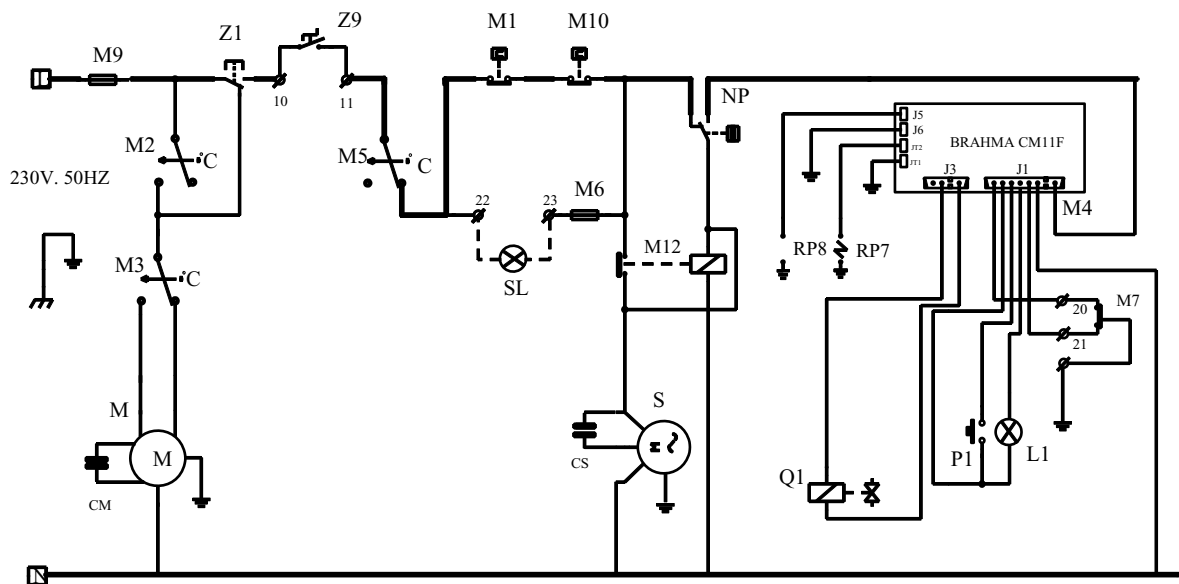 Z1
Z9
M1
M10
M9
NP
10
11
J5
J6
JT2
JT1
BRAHMA CM11F
J3
J1
M4
M2
°C
M5
°C
230V. 50HZ
22
23
M6
M12
SL
RP8
RP7
M3
°C
20
M7
21
M
S
M
M
CM
CS
P1
L1
Q1
N